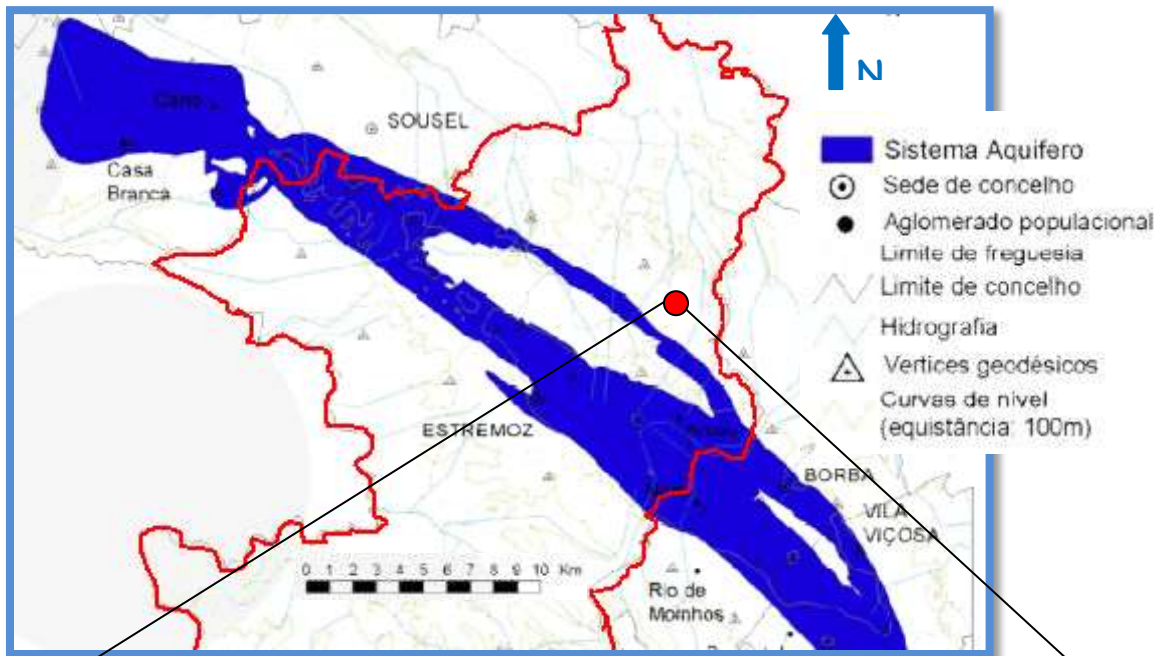 N
SOUSEL
Cano
Casa
Branca
ESTREMOZ
BORBA
VILA
VIÇOSA
Rio de
Moinhos
0 1 2 3 4 5 6 7 8 9 10 Km
Sistema Aquifero
Sede de concelho
Aglomerado populacional
Limite de freguesia
Limite de concelho
Hidrografia
Vertices geodésicos
Curvas de nível
(equistância: 100m)